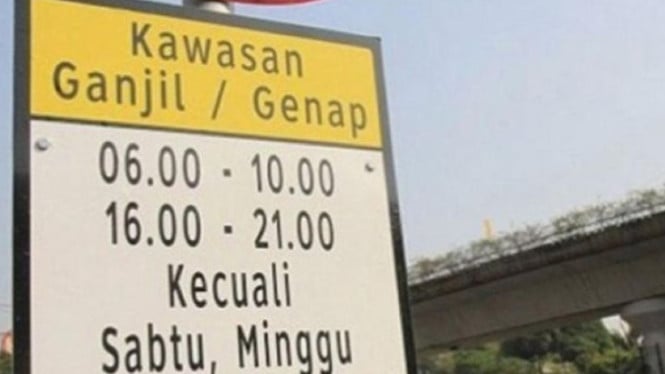 Kawasan
Ganjil / Genap
06.00 - 10.00
16.00 - 21.00
Kecuali
Sabtu, Minggu